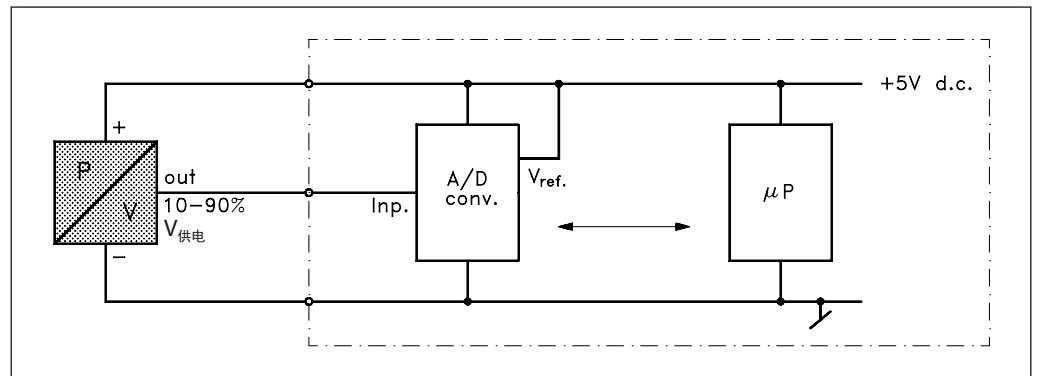 +5V d.c.
+
P
V
out
10-90%
V供电
−
Inp.
A/D
conv.
Vref.
μP